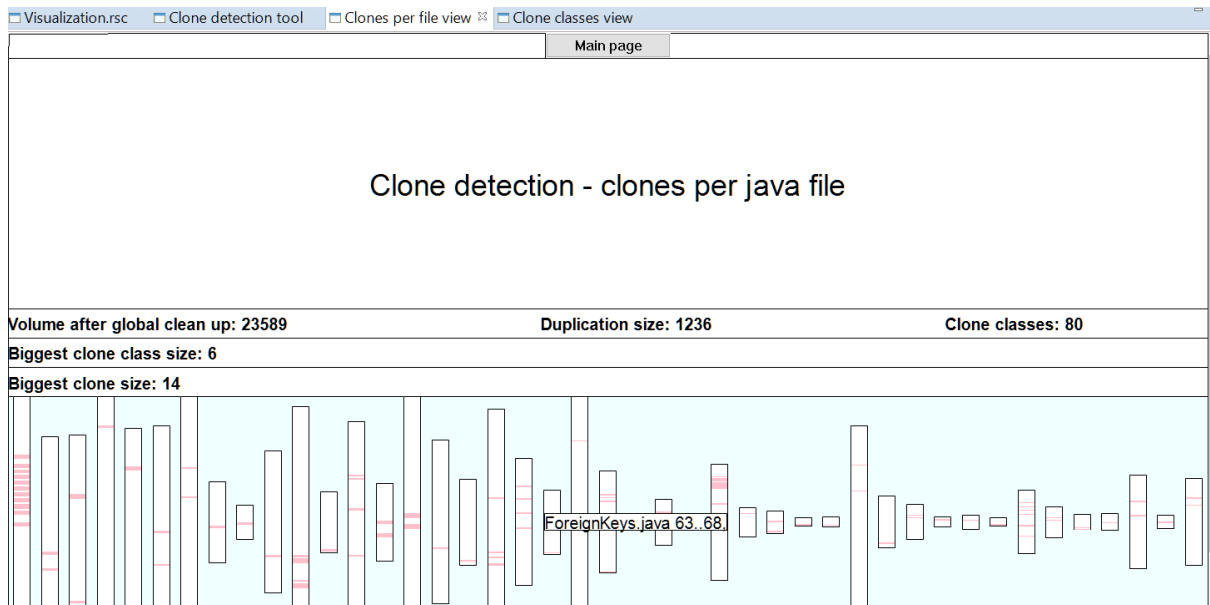 Visualization.rsc Clone detection tool Clones per file view Clone classes view
Main page
Clone detection - clones per java file
Volume after global clean up: 23589 Duplication size: 1236 Clone classes: 80
Biggest clone class size: 6
Biggest clone size: 14
ForeignKeys.java 63..68,